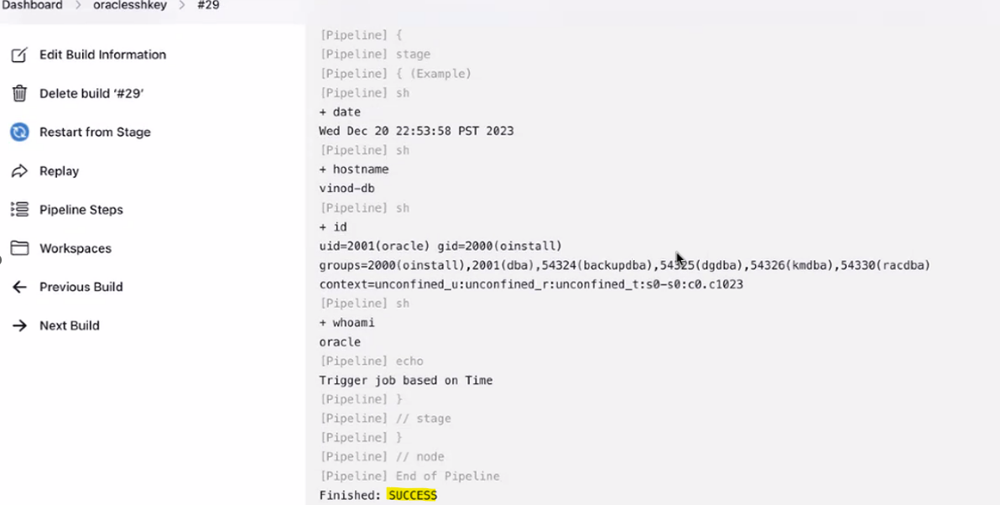 Dashboard > oraclesshkey > #29
Edit Build Information
Delete build ‘#29’
Restart from Stage
Replay
Pipeline Steps
Workspaces
Previous Build
Next Build
[Pipeline] {
[Pipeline] stage
[Pipeline] { (Example)
[Pipeline] sh
+ date
Wed Dec 20 22:53:58 PST 2023
[Pipeline] sh
+ hostname
vinod-db
[Pipeline] sh
+ id
uid=2001(oracle) gid=2000(oinstall)
groups=2000(oinstall),2001(dba),54324(backupdba),54325(dgdba),54326(kmdba),54330(racdba)
context=unconfined_u:unconfined_r:unconfined_t:s0-s0:c0.c1023
[Pipeline] sh
+ whoami
oracle
[Pipeline] echo
Trigger job based on Time
[Pipeline] }
[Pipeline] // stage
[Pipeline] }
[Pipeline] // node
[Pipeline] End of Pipeline
Finished: SUCCESS